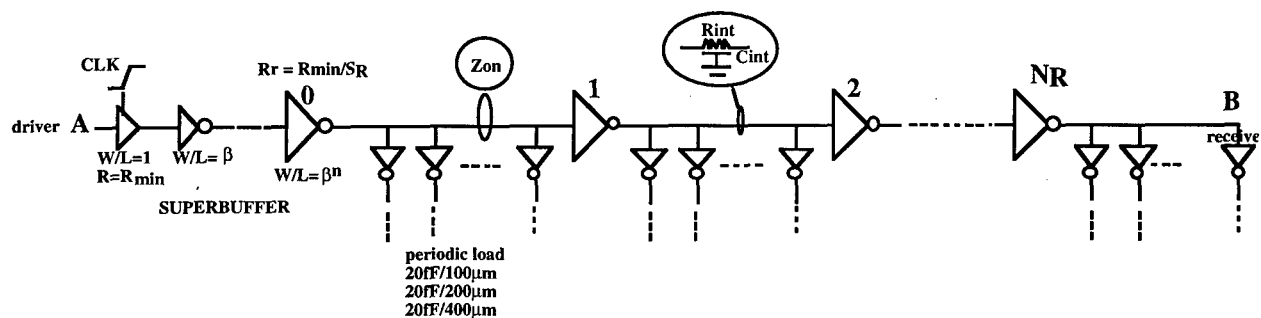 Rint
Cint
CLK
Rr = Rmin/SR
Zon
0
1
2
NR
B
driver A
receive
W/L=1
R=Rmin
W/L= β
W/L= βn
SUPERBUFFER
periodic load
20fF/100μm
20fF/200μm
20fF/400μm